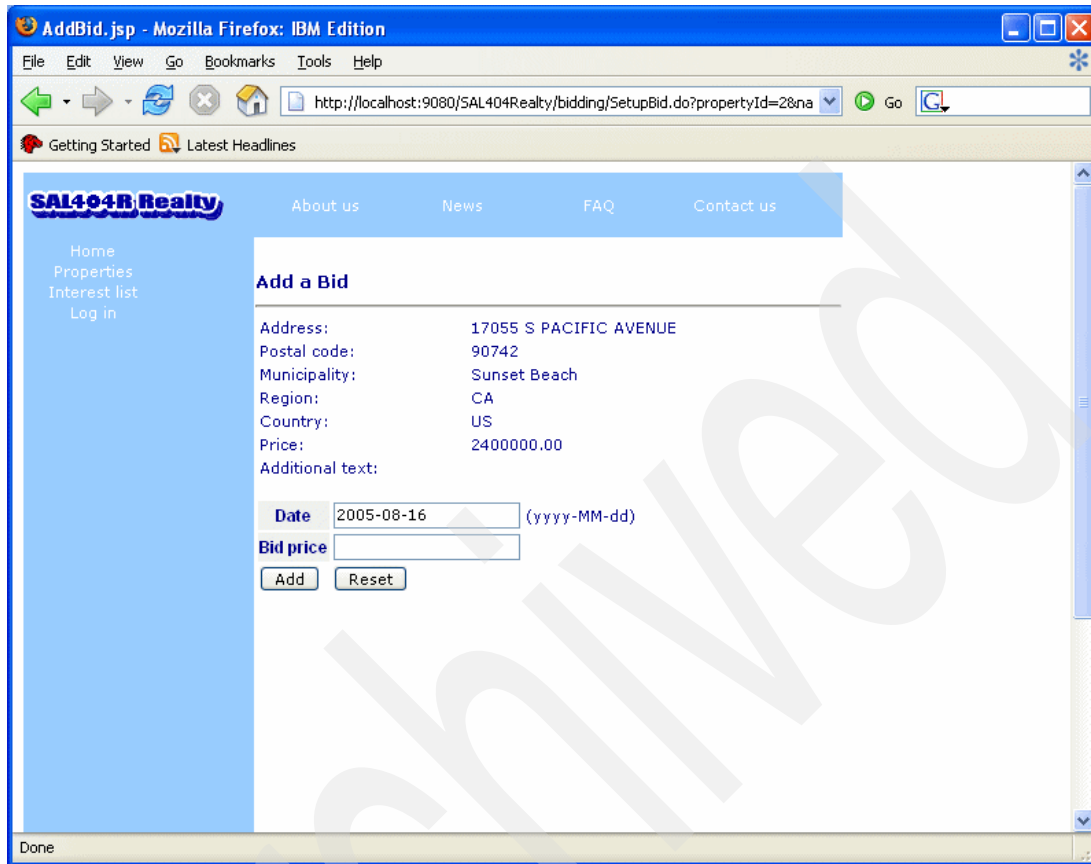 AddBid.jsp - Mozilla Firefox: IBM Edition
File Edit View Go Bookmarks Tools Help
http://localhost:9080/SAL404Realty/bidding/SetupBid.do?propertyId=2&na
Go
G
Getting Started Latest Headlines
SAL404R Realty
About us News FAQ Contact us
Home
Properties
Interest list
Log in
Add a Bid
Address: 17055 S PACIFIC AVENUE
Postal code: 90742
Municipality: Sunset Beach
Region: CA
Country: US
Price: 2400000.00
Additional text:
Date 2005-08-16 (yyyy-MM-dd)
Bid price
Add Reset
Done